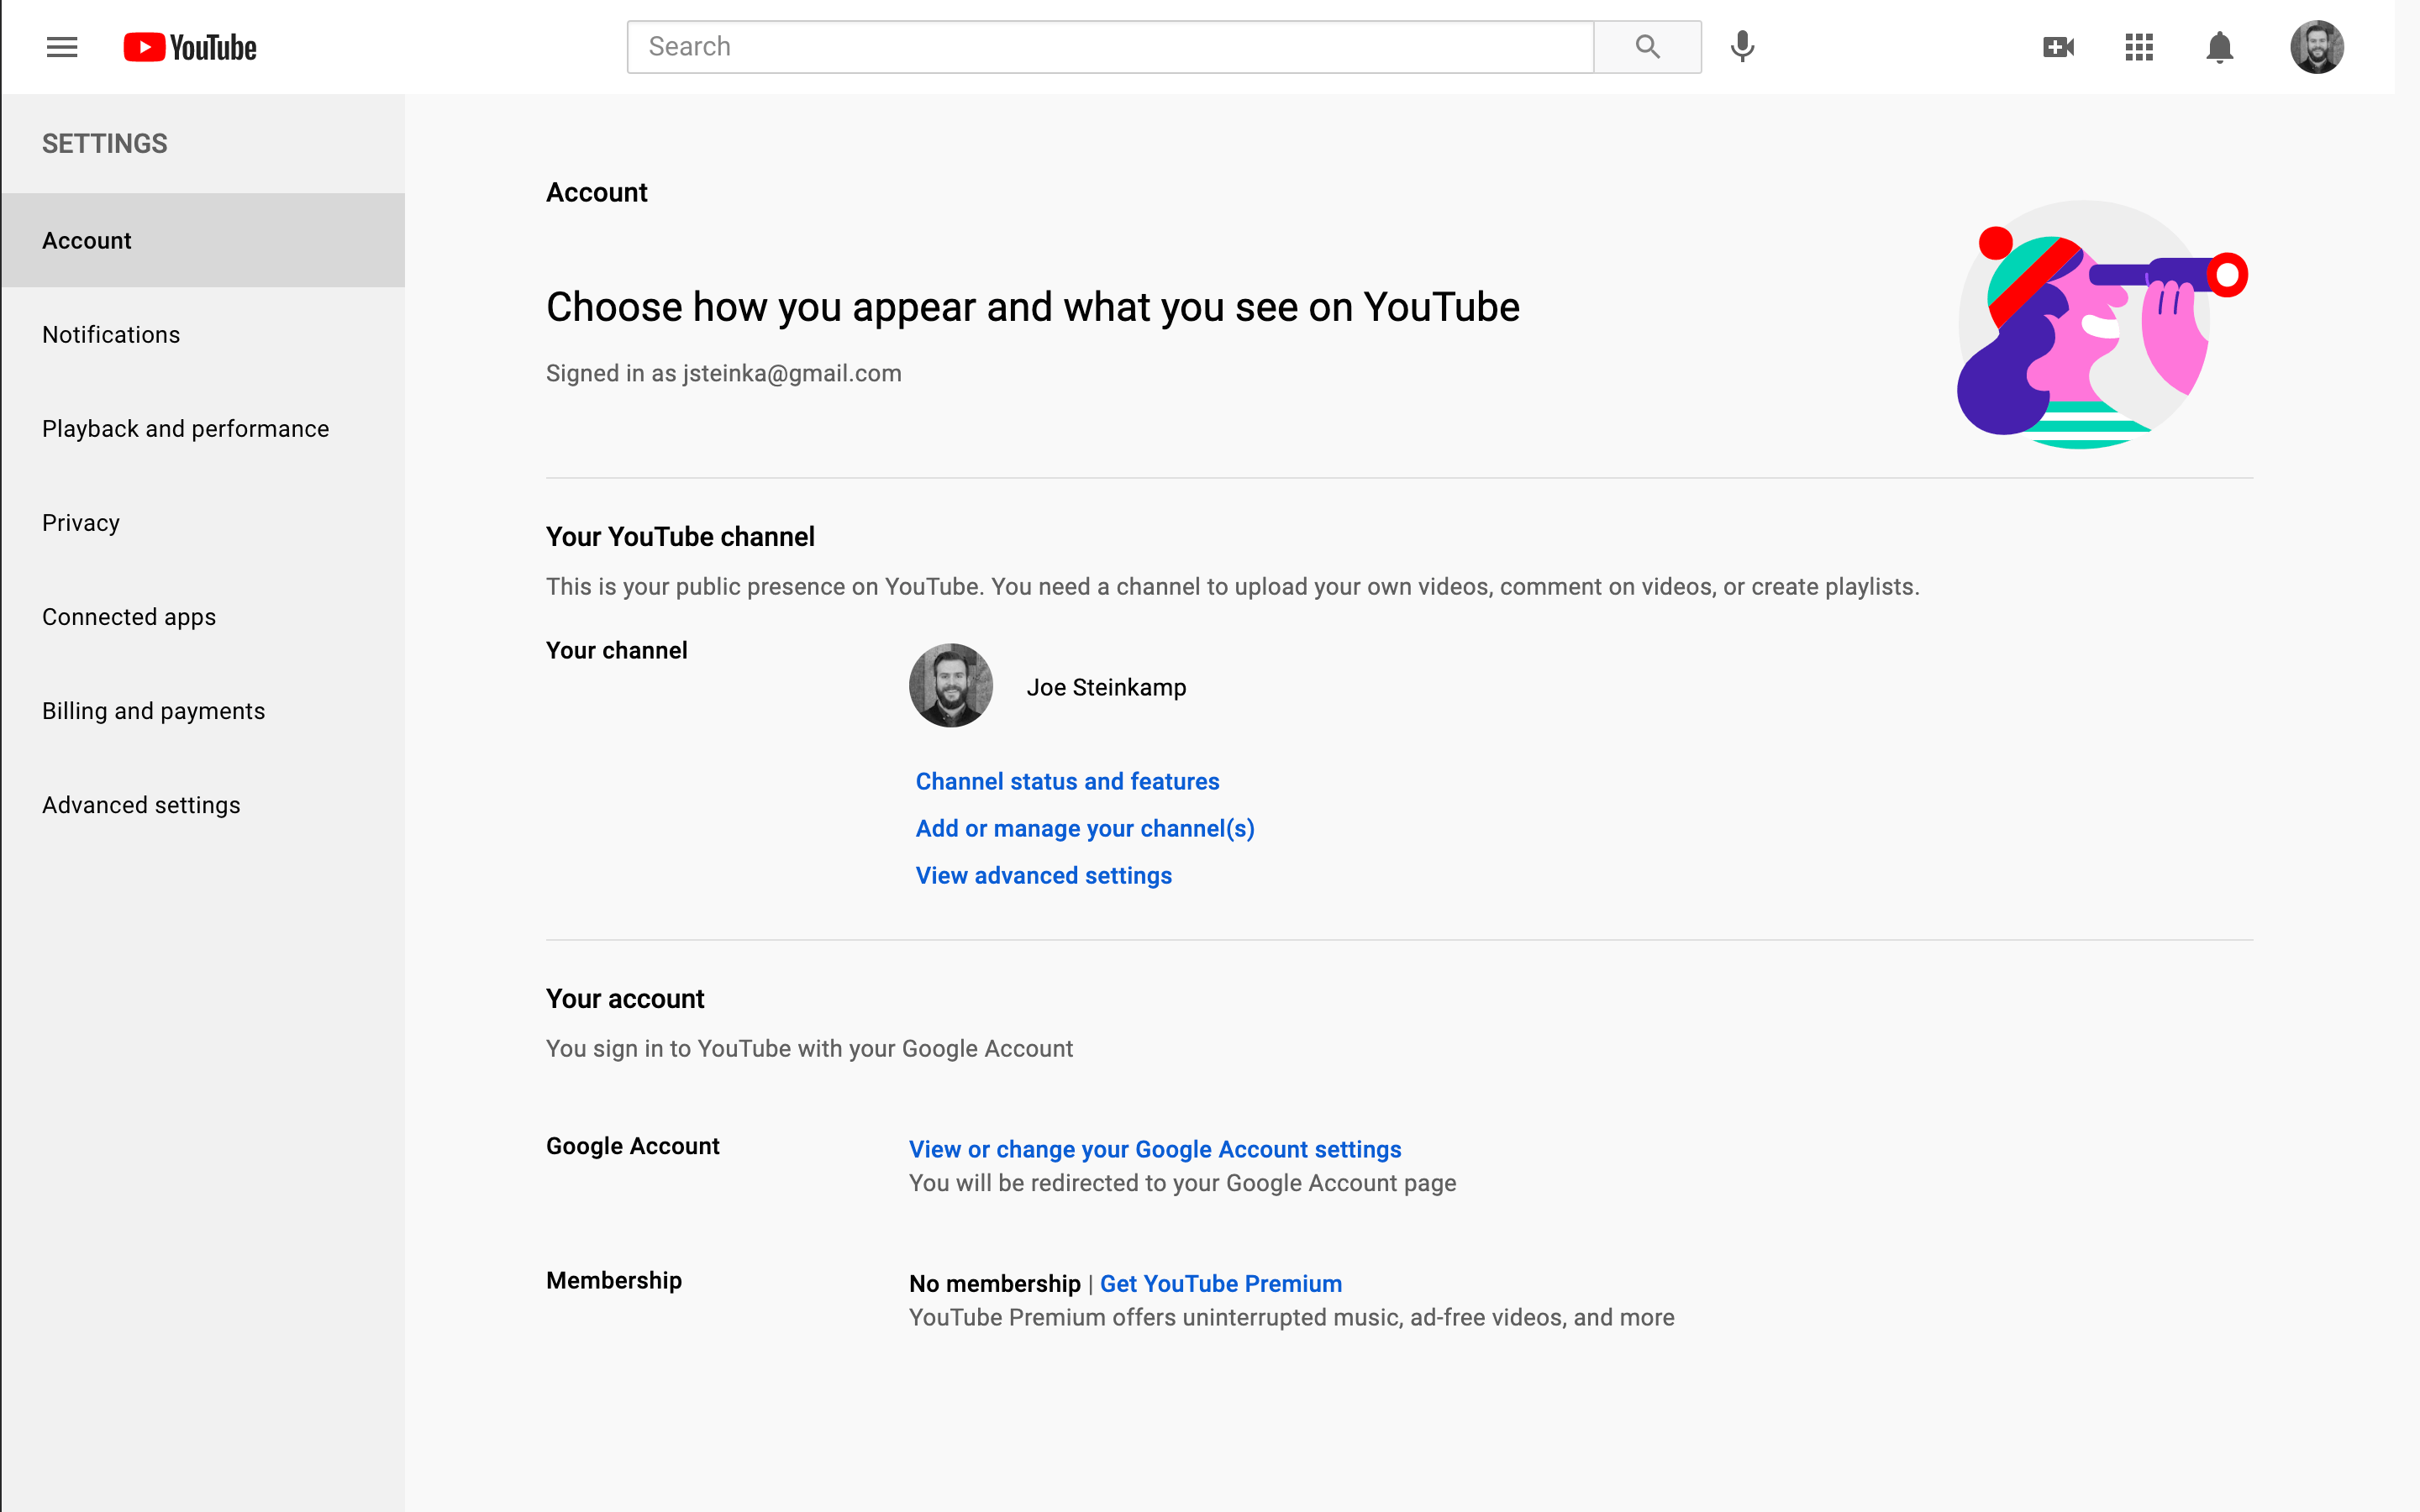 YouTube
Search
SETTINGS
Account
Notifications
Playback and performance
Privacy
Connected apps
Billing and payments
Advanced settings
Account
Choose how you appear and what you see on YouTube
Signed in as jsteinka@gmail.com
Your YouTube channel
This is your public presence on YouTube. You need a channel to upload your own videos, comment on videos, or create playlists.
Your channel
Joe Steinkamp
Channel status and features
Add or manage your channel(s)
View advanced settings
Your account
You sign in to YouTube with your Google Account
Google Account
View or change your Google Account settings
You will be redirected to your Google Account page
Membership
No membership | Get YouTube Premium
YouTube Premium offers uninterrupted music, ad-free videos, and more